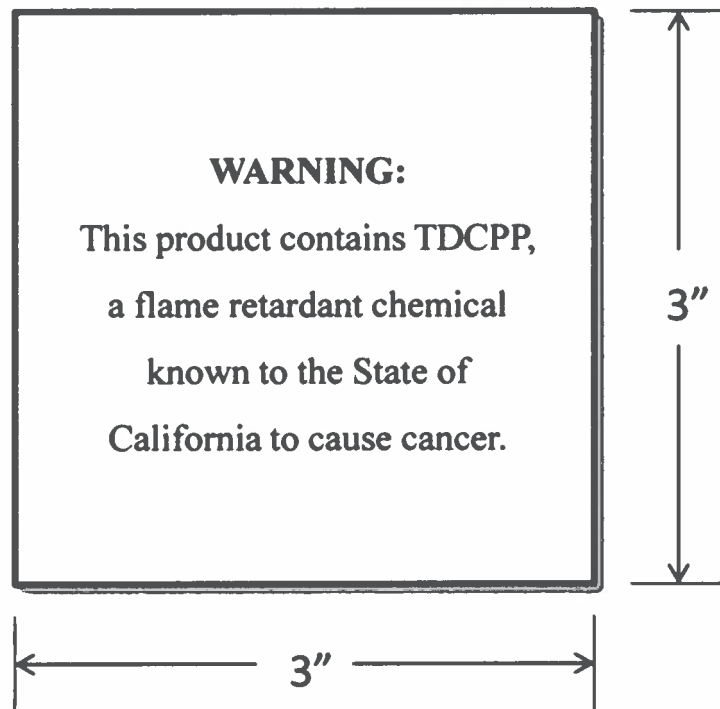 WARNING:
This product contains TDCPP,
a flame retardant chemical
known to the State of
California to cause cancer.
3"
3"